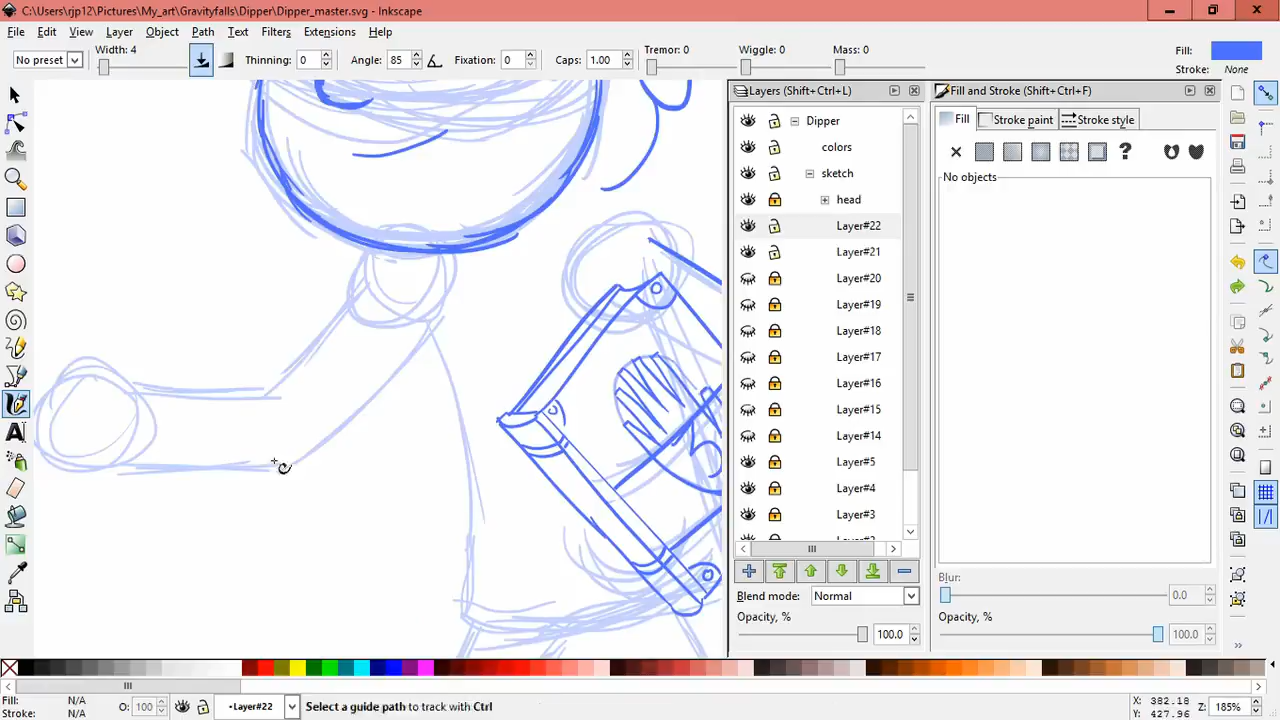 C:\Users\rjp12\Pictures\My_art\Gravityfalls\Dipper\Dipper_master.svg - Inkscape
File Edit View Layer Object Path Text Filters Extensions Help
No preset Width: 4 Thinning: 0 Angle: 85 Fixation: 0 Caps: 1.00 Tremor: 0 Wiggle: 0 Mass: 0 Fill:
Stroke: None
Layers (Shift+Ctrl+L) Fill and Stroke (Shift+Ctrl+F)
Dipper Fill Stroke paint Stroke style
colors
sketch
No objects
head
Layer#22
Layer#21
Layer#20
Layer#19
Layer#18
Layer#17
Layer#16
Layer#15
Layer#14
Layer#5
Layer#4
Layer#3
Blur:
0.0
Blend mode: Normal
Opacity, % 100.0
Opacity, % 100.0
Fill: N/A
Stroke: N/A
O: 100
Layer#22 Select a guide path to track with Ctrl
X: 382.18
Y: 427.96
Z: 185%